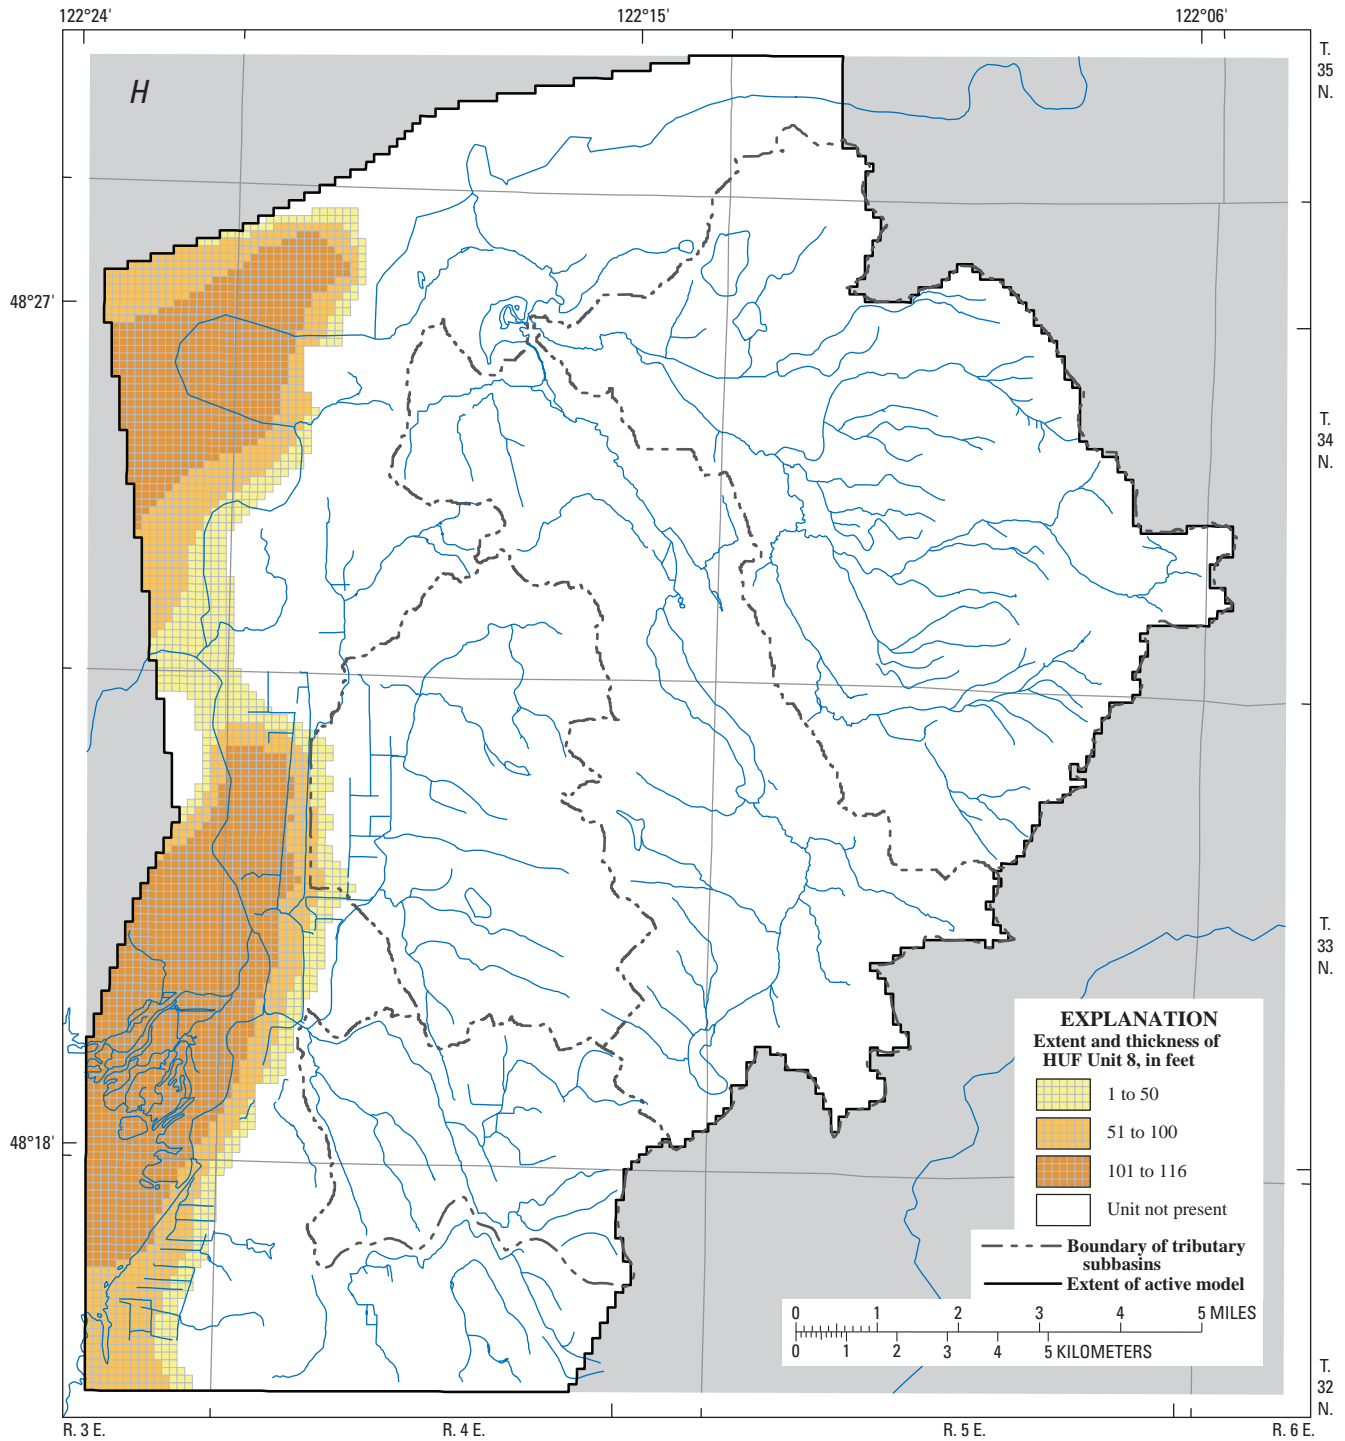 122°24' 122°15' 122°06'
T.
35
N.
H
48°27'
T.
34
N.
T.
33
N.
EXPLANATION
Extent and thickness of
HUF Unit 8, in feet
1 to 50
51 to 100
101 to 116
Unit not present
Boundary of tributary
subbasins
Extent of active model
48°18'
0 1 2 3 4 5 MILES
0 1 2 3 4 5 KILOMETERS
T.
32
N.
R. 3 E. R. 4 E. R. 5 E. R. 6 E.